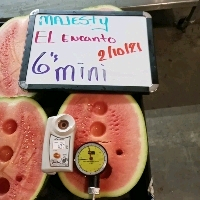 MAJESTY
EL Encanto
2/10/21
6's mini